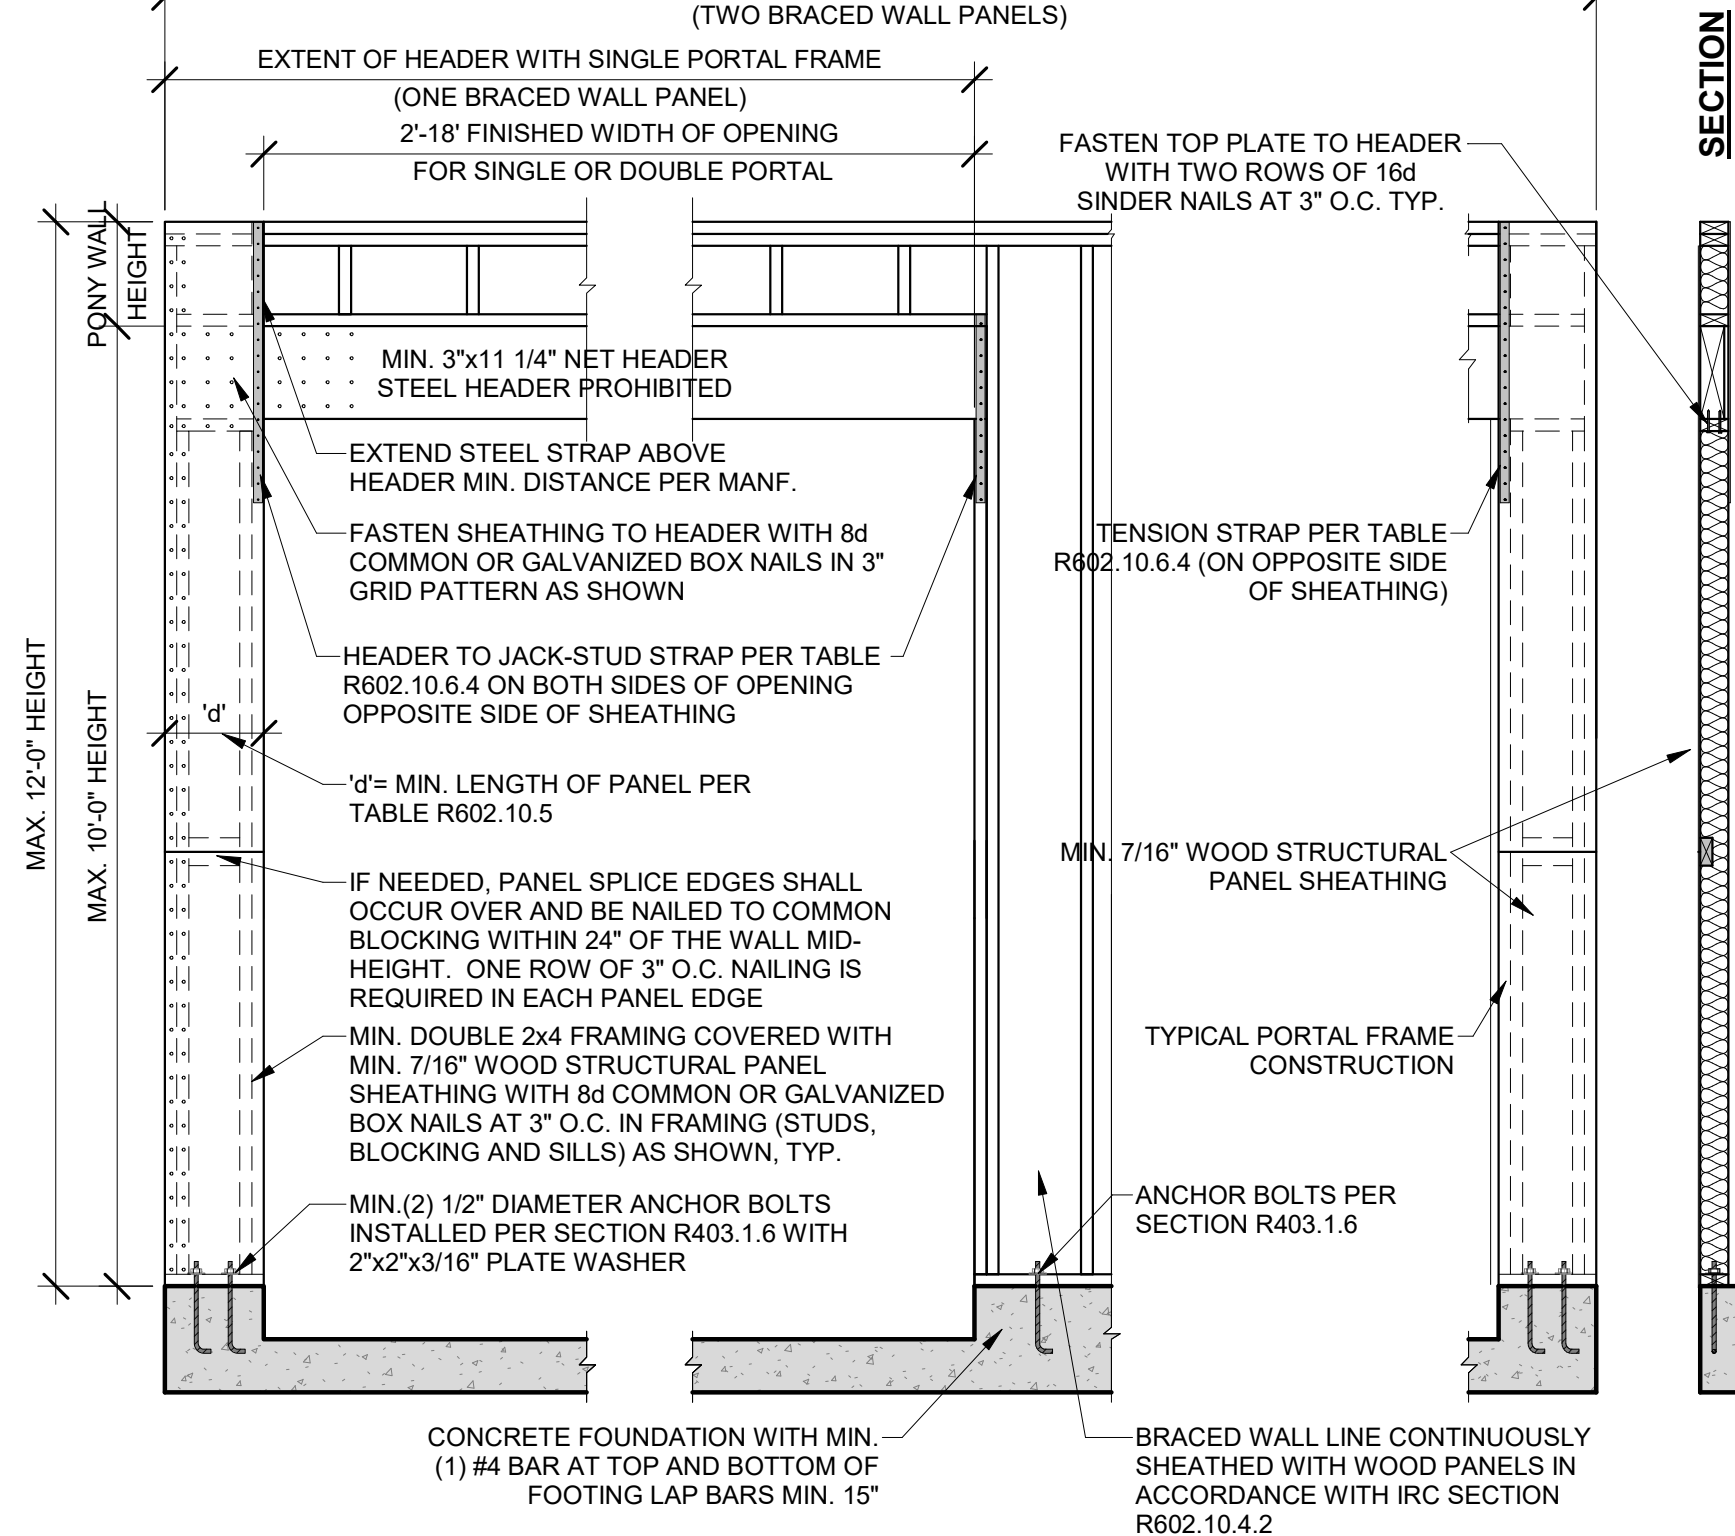 (TWO BRACED WALL PANELS)
EXTENT OF HEADER WITH SINGLE PORTAL FRAME
(ONE BRACED WALL PANEL)
2'-18' FINISHED WIDTH OF OPENING
FOR SINGLE OR DOUBLE PORTAL
FASTEN TOP PLATE TO HEADER
WITH TWO ROWS OF 16d
SINDER NAILS AT 3" O.C. TYP.
SECTION
PONY WALL
HEIGHT
MIN. 3"x11 1/4" NET HEADER
STEEL HEADER PROHIBITED
EXTEND STEEL STRAP ABOVE
HEADER MIN. DISTANCE PER MANF.
FASTEN SHEATHING TO HEADER WITH 8d
COMMON OR GALVANIZED BOX NAILS IN 3"
GRID PATTERN AS SHOWN
TENSION STRAP PER TABLE
R602.10.6.4 (ON OPPOSITE SIDE
OF SHEATHING)
HEADER TO JACK-STUD STRAP PER TABLE
R602.10.6.4 ON BOTH SIDES OF OPENING
OPPOSITE SIDE OF SHEATHING
MAX. 12'-0" HEIGHT
MAX. 10'-0" HEIGHT
'd'
'd'= MIN. LENGTH OF PANEL PER
TABLE R602.10.5
MIN. 7/16" WOOD STRUCTURAL
PANEL SHEATHING
IF NEEDED, PANEL SPLICE EDGES SHALL
OCCUR OVER AND BE NAILED TO COMMON
BLOCKING WITHIN 24" OF THE WALL MID-
HEIGHT. ONE ROW OF 3" O.C. NAILING IS
REQUIRED IN EACH PANEL EDGE
MIN. DOUBLE 2x4 FRAMING COVERED WITH
MIN. 7/16" WOOD STRUCTURAL PANEL
SHEATHING WITH 8d COMMON OR GALVANIZED
BOX NAILS AT 3" O.C. IN FRAMING (STUDS,
BLOCKING AND SILLS) AS SHOWN, TYP.
TYPICAL PORTAL FRAME
CONSTRUCTION
MIN.(2) 1/2" DIAMETER ANCHOR BOLTS
INSTALLED PER SECTION R403.1.6 WITH
2"x2"x3/16" PLATE WASHER
ANCHOR BOLTS PER
SECTION R403.1.6
CONCRETE FOUNDATION WITH MIN.
(1) #4 BAR AT TOP AND BOTTOM OF
FOOTING LAP BARS MIN. 15"
BRACED WALL LINE CONTINUOUSLY
SHEATHED WITH WOOD PANELS IN
ACCORDANCE WITH IRC SECTION
R602.10.4.2